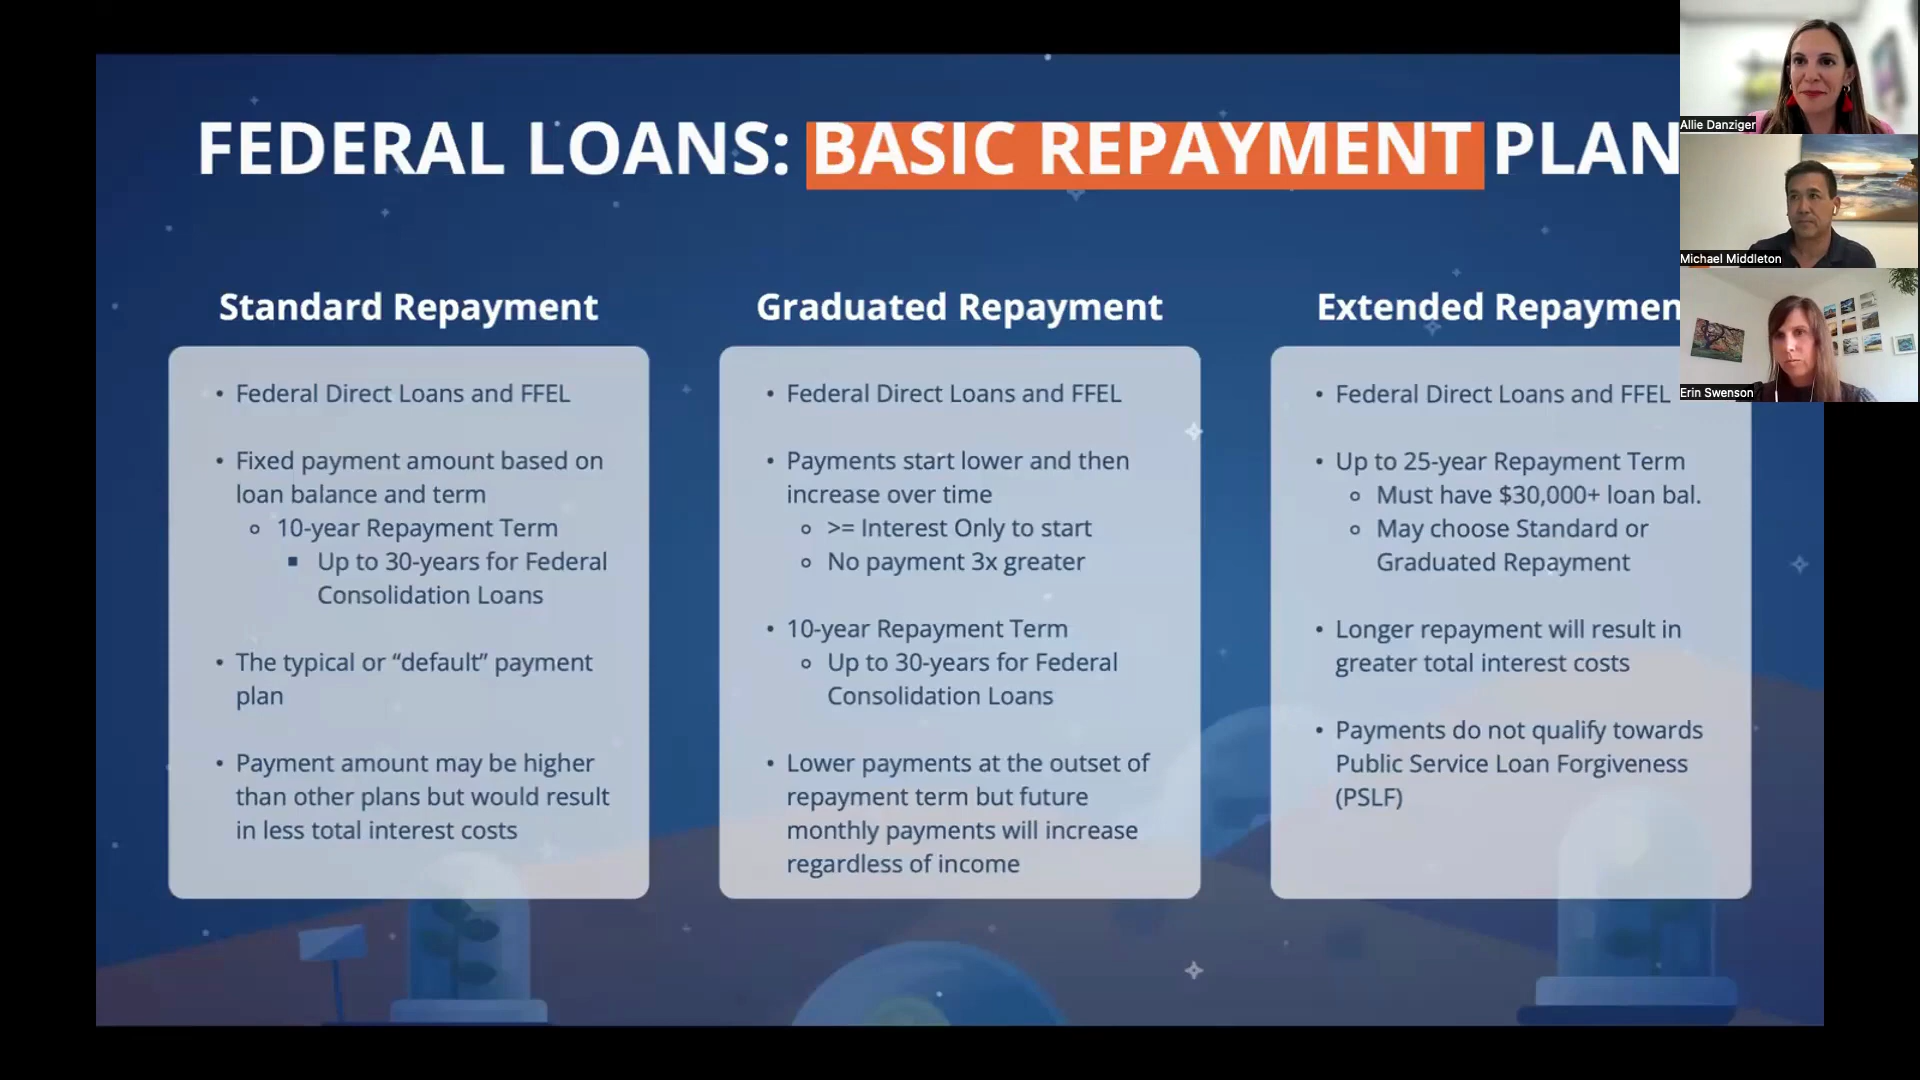 FEDERAL LOANS: BASIC REPAYMENT PLAN
Standard Repayment
• Federal Direct Loans and FFEL
• Fixed payment amount based on
loan balance and term
○ 10-year Repayment Term
■ Up to 30-years for Federal
Consolidation Loans
• The typical or “default” payment
plan
• Payment amount may be higher
than other plans but would result
in less total interest costs
Graduated Repayment
• Federal Direct Loans and FFEL
• Payments start lower and then
increase over time
○ >= Interest Only to start
○ No payment 3x greater
• 10-year Repayment Term
○ Up to 30-years for Federal
Consolidation Loans
• Lower payments at the outset of
repayment term but future
monthly payments will increase
regardless of income
Extended Repaymen
• Federal Direct Loans and FFEL
• Up to 25-year Repayment Term
○ Must have $30,000+ loan bal.
○ May choose Standard or
Graduated Repayment
• Longer repayment will result in
greater total interest costs
• Payments do not qualify towards
Public Service Loan Forgiveness
(PSLF)
Allie Danziger
Michael Middleton
Erin Swenson